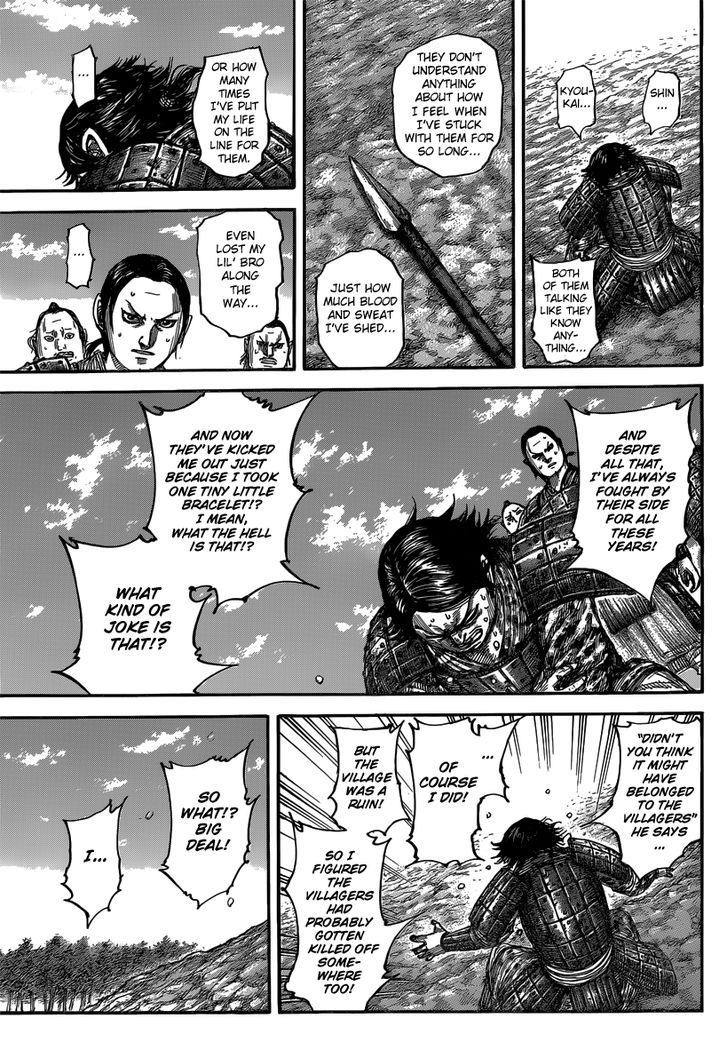 SHIN
...
KYOU-
KAI...
BOTH
OF THEM
TALKING
LIKE THEY
KNOW
ANY-
THING...
THEY DON'T
UNDERSTAND
ANYTHING
ABOUT HOW
I FEEL WHEN
I'VE STUCK
WITH THEM FOR
SO LONG...
JUST HOW
MUCH BLOOD
AND SWEAT
I'VE SHED...
OR HOW
MANY
TIMES
I'VE PUT
MY LIFE
ON THE
LINE FOR
THEM.
...
EVEN
LOST MY
LIL' BRO
ALONG
THE
WAY...
...
AND
DESPITE
ALL THAT,
I'VE ALWAYS
FOUGHT BY
THEIR SIDE
FOR ALL
THESE
YEARS!
AND NOW
THEY"VE KICKED
ME OUT JUST
BECAUSE I TOOK
ONE TINY LITTLE
BRACELET!?
I MEAN,
WHAT THE HELL
IS THAT!?
WHAT
KIND OF
JOKE IS
THAT!?
"DIDN'T
YOU THINK
IT MIGHT
HAVE
BELONGED
TO THE
VILLAGERS"
HE SAYS
...
...
OF
COURSE
I DID!
BUT
THE
VILLAGE
WAS A
RUIN!
SO I
FIGURED
THE
VILLAGERS
HAD
PROBABLY
GOTTEN
KILLED OFF
SOME-
WHERE
TOO!
SO
WHAT!?
BIG
DEAL!
I...